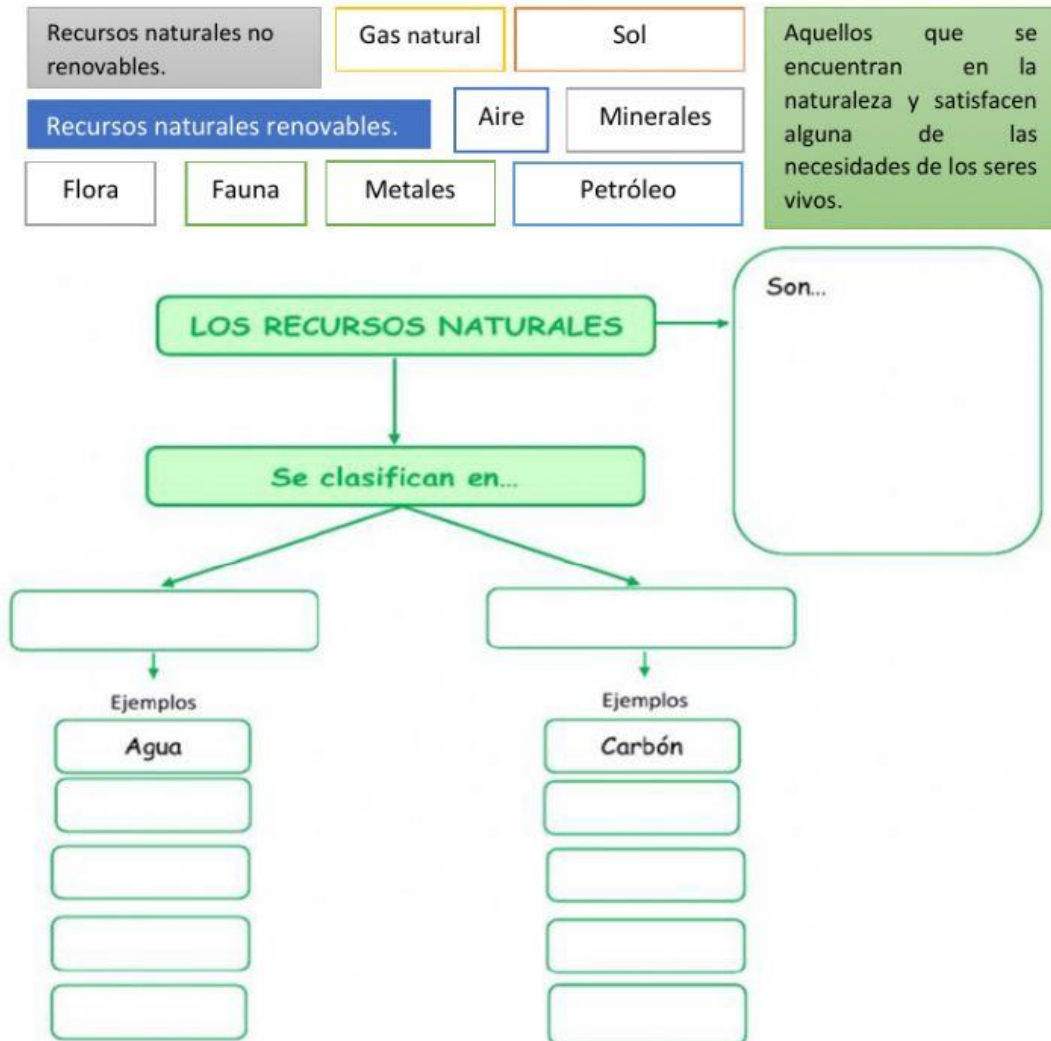 Recursos naturales no
renovables.
Gas natural
Sol
Aquellos que se
encuentran en la
naturaleza y satisfacen
alguna de las
necesidades de los seres
vivos.
Recursos naturales renovables.
Aire
Minerales
Flora
Fauna
Metales
Petróleo
Son...
LOS RECURSOS NATURALES
Se clasifican en...
Ejemplos
Agua
Ejemplos
Carbón